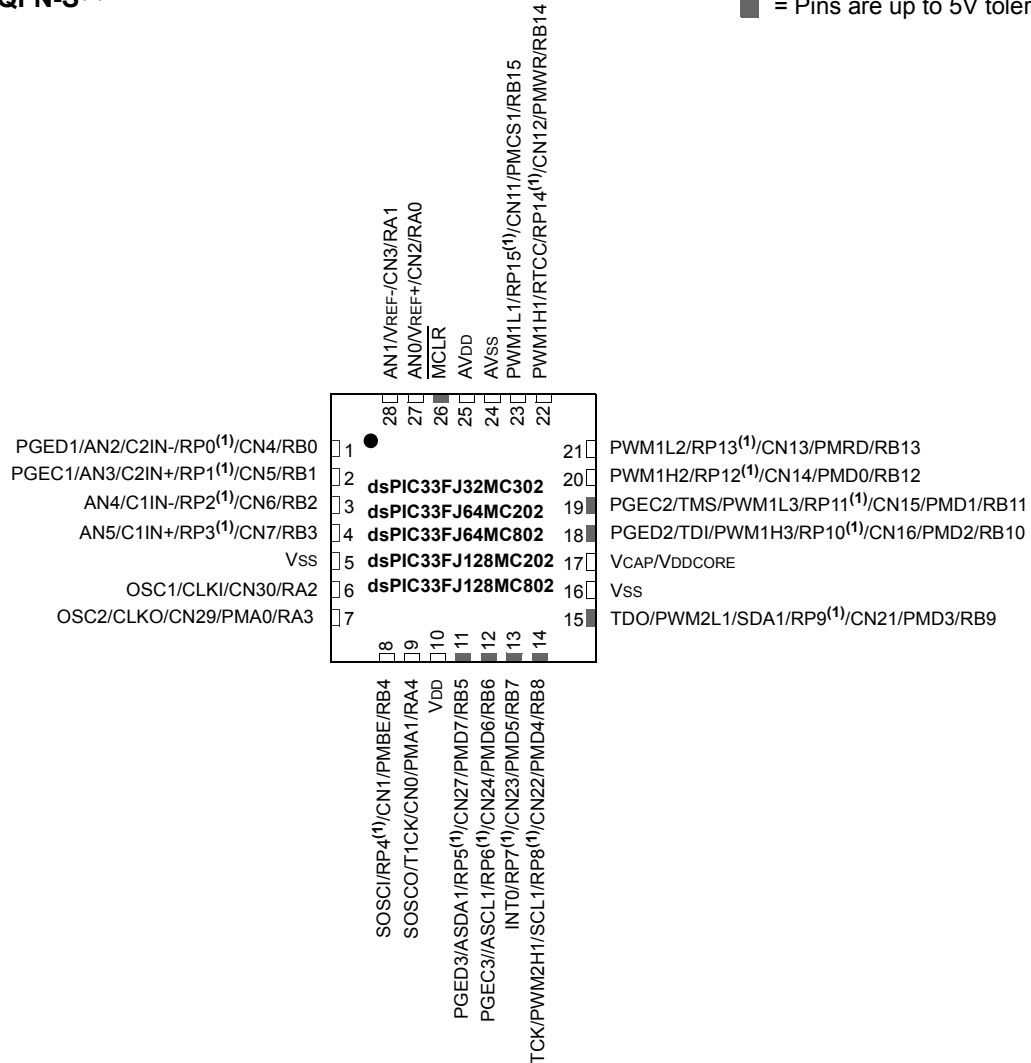 QFN-S
= Pins are up to 5V toler
AN1/VREF-/CN3/RA1
AN0/VREF+/CN2/RA0
MCLR
AVDD
AVSS
PWM1L1/RP15(1)/CN11/PMCS1/RB15
PWM1H1/RTCC/RP14(1)/CN12/PMWR/RB14
28 27 26 25 24 23 22
PGED1/AN2/C2IN-/RP0(1)/CN4/RB0 1
PGEC1/AN3/C2IN+/RP1(1)/CN5/RB1 2
AN4/C1IN-/RP2(1)/CN6/RB2 3
AN5/C1IN+/RP3(1)/CN7/RB3 4
VSS 5
OSC1/CLKI/CN30/RA2 6
OSC2/CLKO/CN29/PMA0/RA3 7
dsPIC33FJ32MC302
dsPIC33FJ64MC202
dsPIC33FJ64MC802
dsPIC33FJ128MC202
dsPIC33FJ128MC802
21 PWM1L2/RP13(1)/CN13/PMRD/RB13
20 PWM1H2/RP12(1)/CN14/PMD0/RB12
19 PGEC2/TMS/PWM1L3/RP11(1)/CN15/PMD1/RB11
18 PGED2/TDI/PWM1H3/RP10(1)/CN16/PMD2/RB10
17 VCAP/VDDCORE
16 VSS
15 TDO/PWM2L1/SDA1/RP9(1)/CN21/PMD3/RB9
8 9 10 11 12 13 14
SOSCI/RP4(1)/CN1/PMBE/RB4
SOSCO/T1CK/CN0/PMA1/RA4
VDD
PGED3/ASDA1/RP5(1)/CN27/PMD7/RB5
PGEC3//ASCL1/RP6(1)/CN24/PMD6/RB6
INT0/RP7(1)/CN23/PMD5/RB7
TCK/PWM2H1/SCL1/RP8(1)/CN22/PMD4/RB8